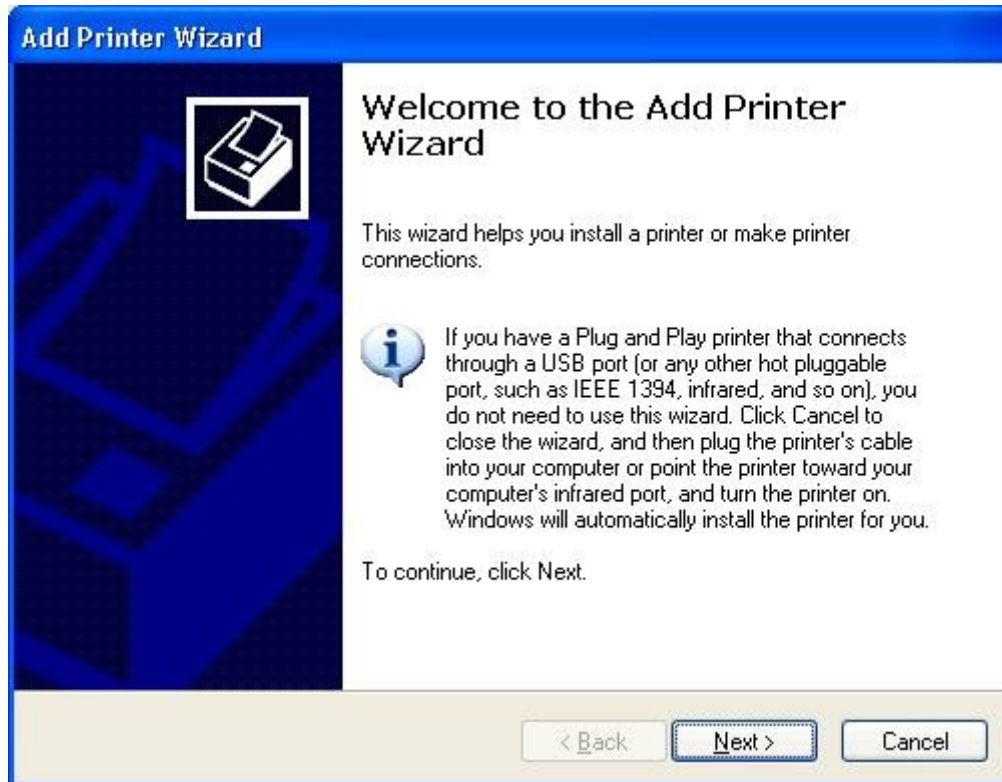 Add Printer Wizard
Welcome to the Add Printer
Wizard
This wizard helps you install a printer or make printer
connections.
If you have a Plug and Play printer that connects
through a USB port (or any other hot pluggable
port, such as IEEE 1394, infrared, and so on), you
do not need to use this wizard. Click Cancel to
close the wizard, and then plug the printer's cable
into your computer or point the printer toward your
computer's infrared port, and turn the printer on.
Windows will automatically install the printer for you.
To continue, click Next.
< Back Next > Cancel